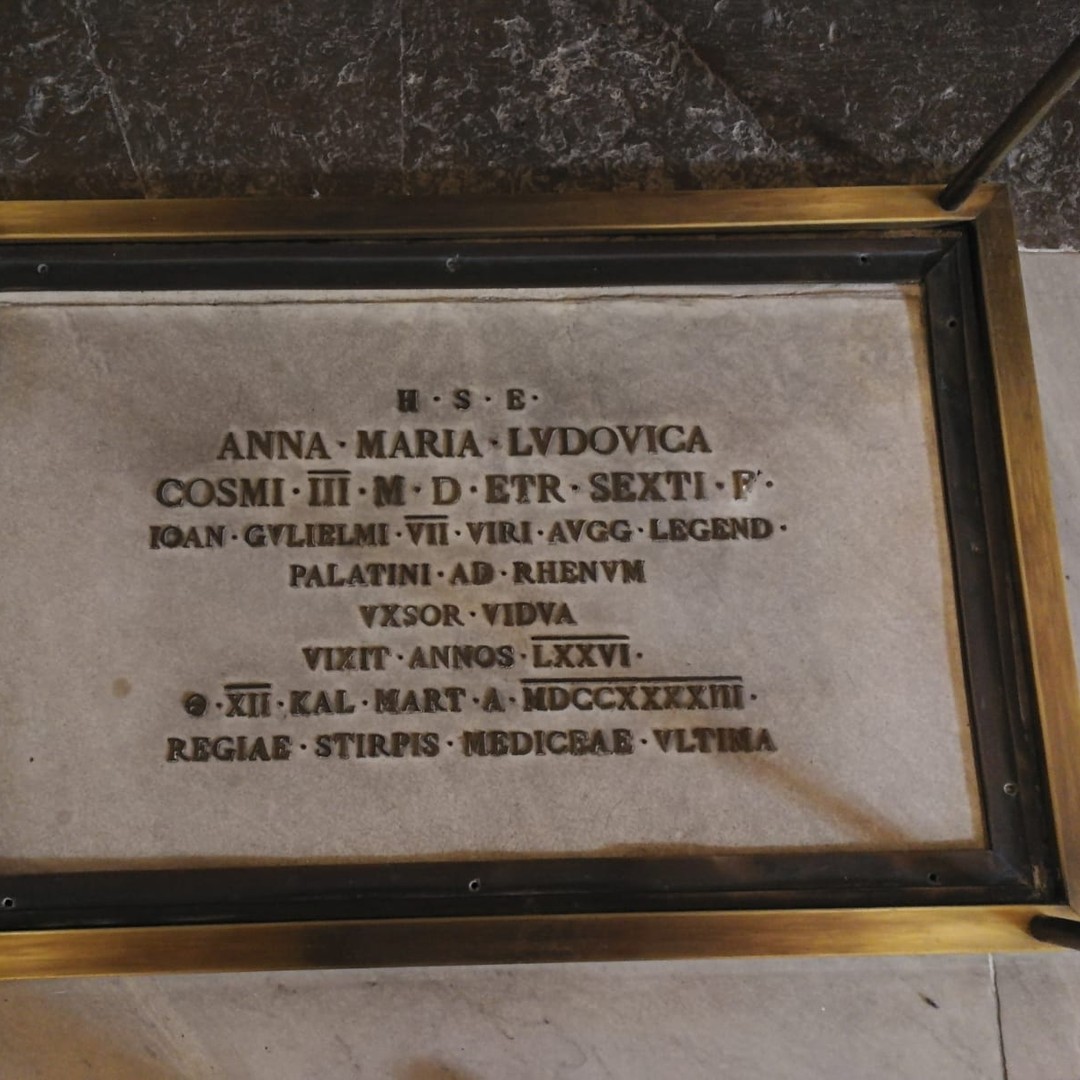 H · S · E ·
ANNA · MARIA · LVDOVICA
COSMI · III · M · D · ETR · SEXTI · F ·
IOAN · GVLIELMI · VII · VIRI · AVGG · LEGEND ·
PALATINI · AD · RHENVM
VXSOR · VIDVA
VIXIT · ANNOS · LXXVI ·
Θ · XII · KAL · MART · A · MDCCXXXXIII ·
REGIAE · STIRPIS · MEDICEAE · VLTIMA